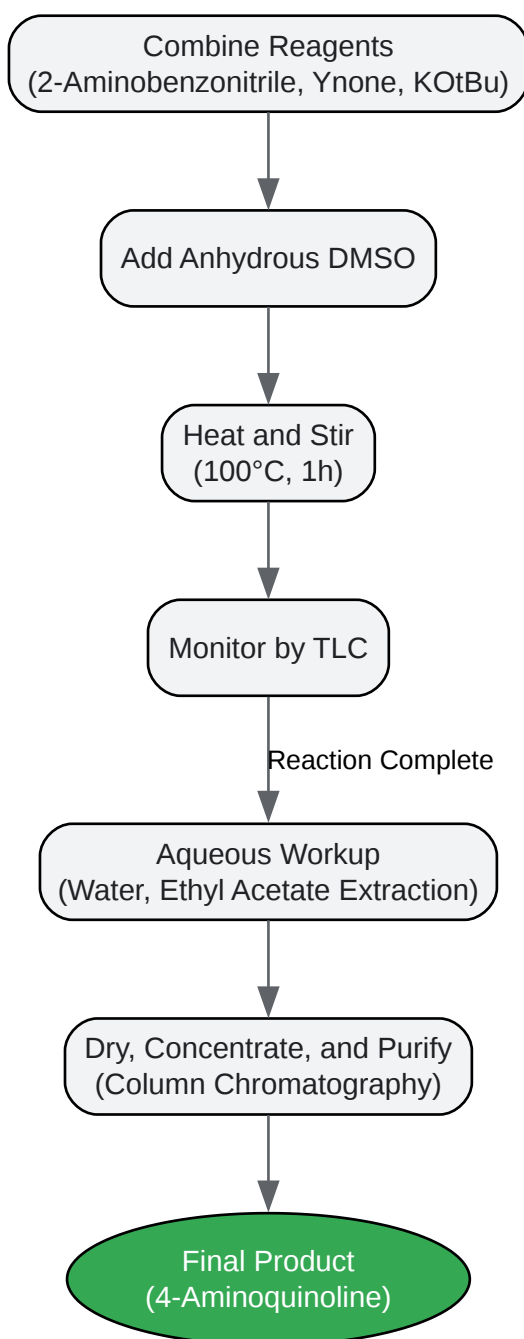 Combine Reagents
(2-Aminobenzonitrile, Ynone, KOtBu)
Add Anhydrous DMSO
Heat and Stir
(100°C, 1h)
Monitor by TLC
Reaction Complete
Aqueous Workup
(Water, Ethyl Acetate Extraction)
Dry, Concentrate, and Purify
(Column Chromatography)
Final Product
(4-Aminoquinoline)